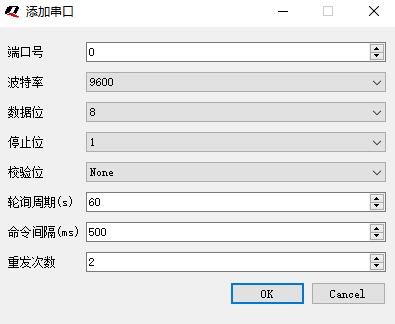 添加串口
端口号 0
波特率 9600
数据位 8
停止位 1
校验位 None
轮询周期(s) 60
命令间隔(ms) 500
重发次数 2
OK Cancel